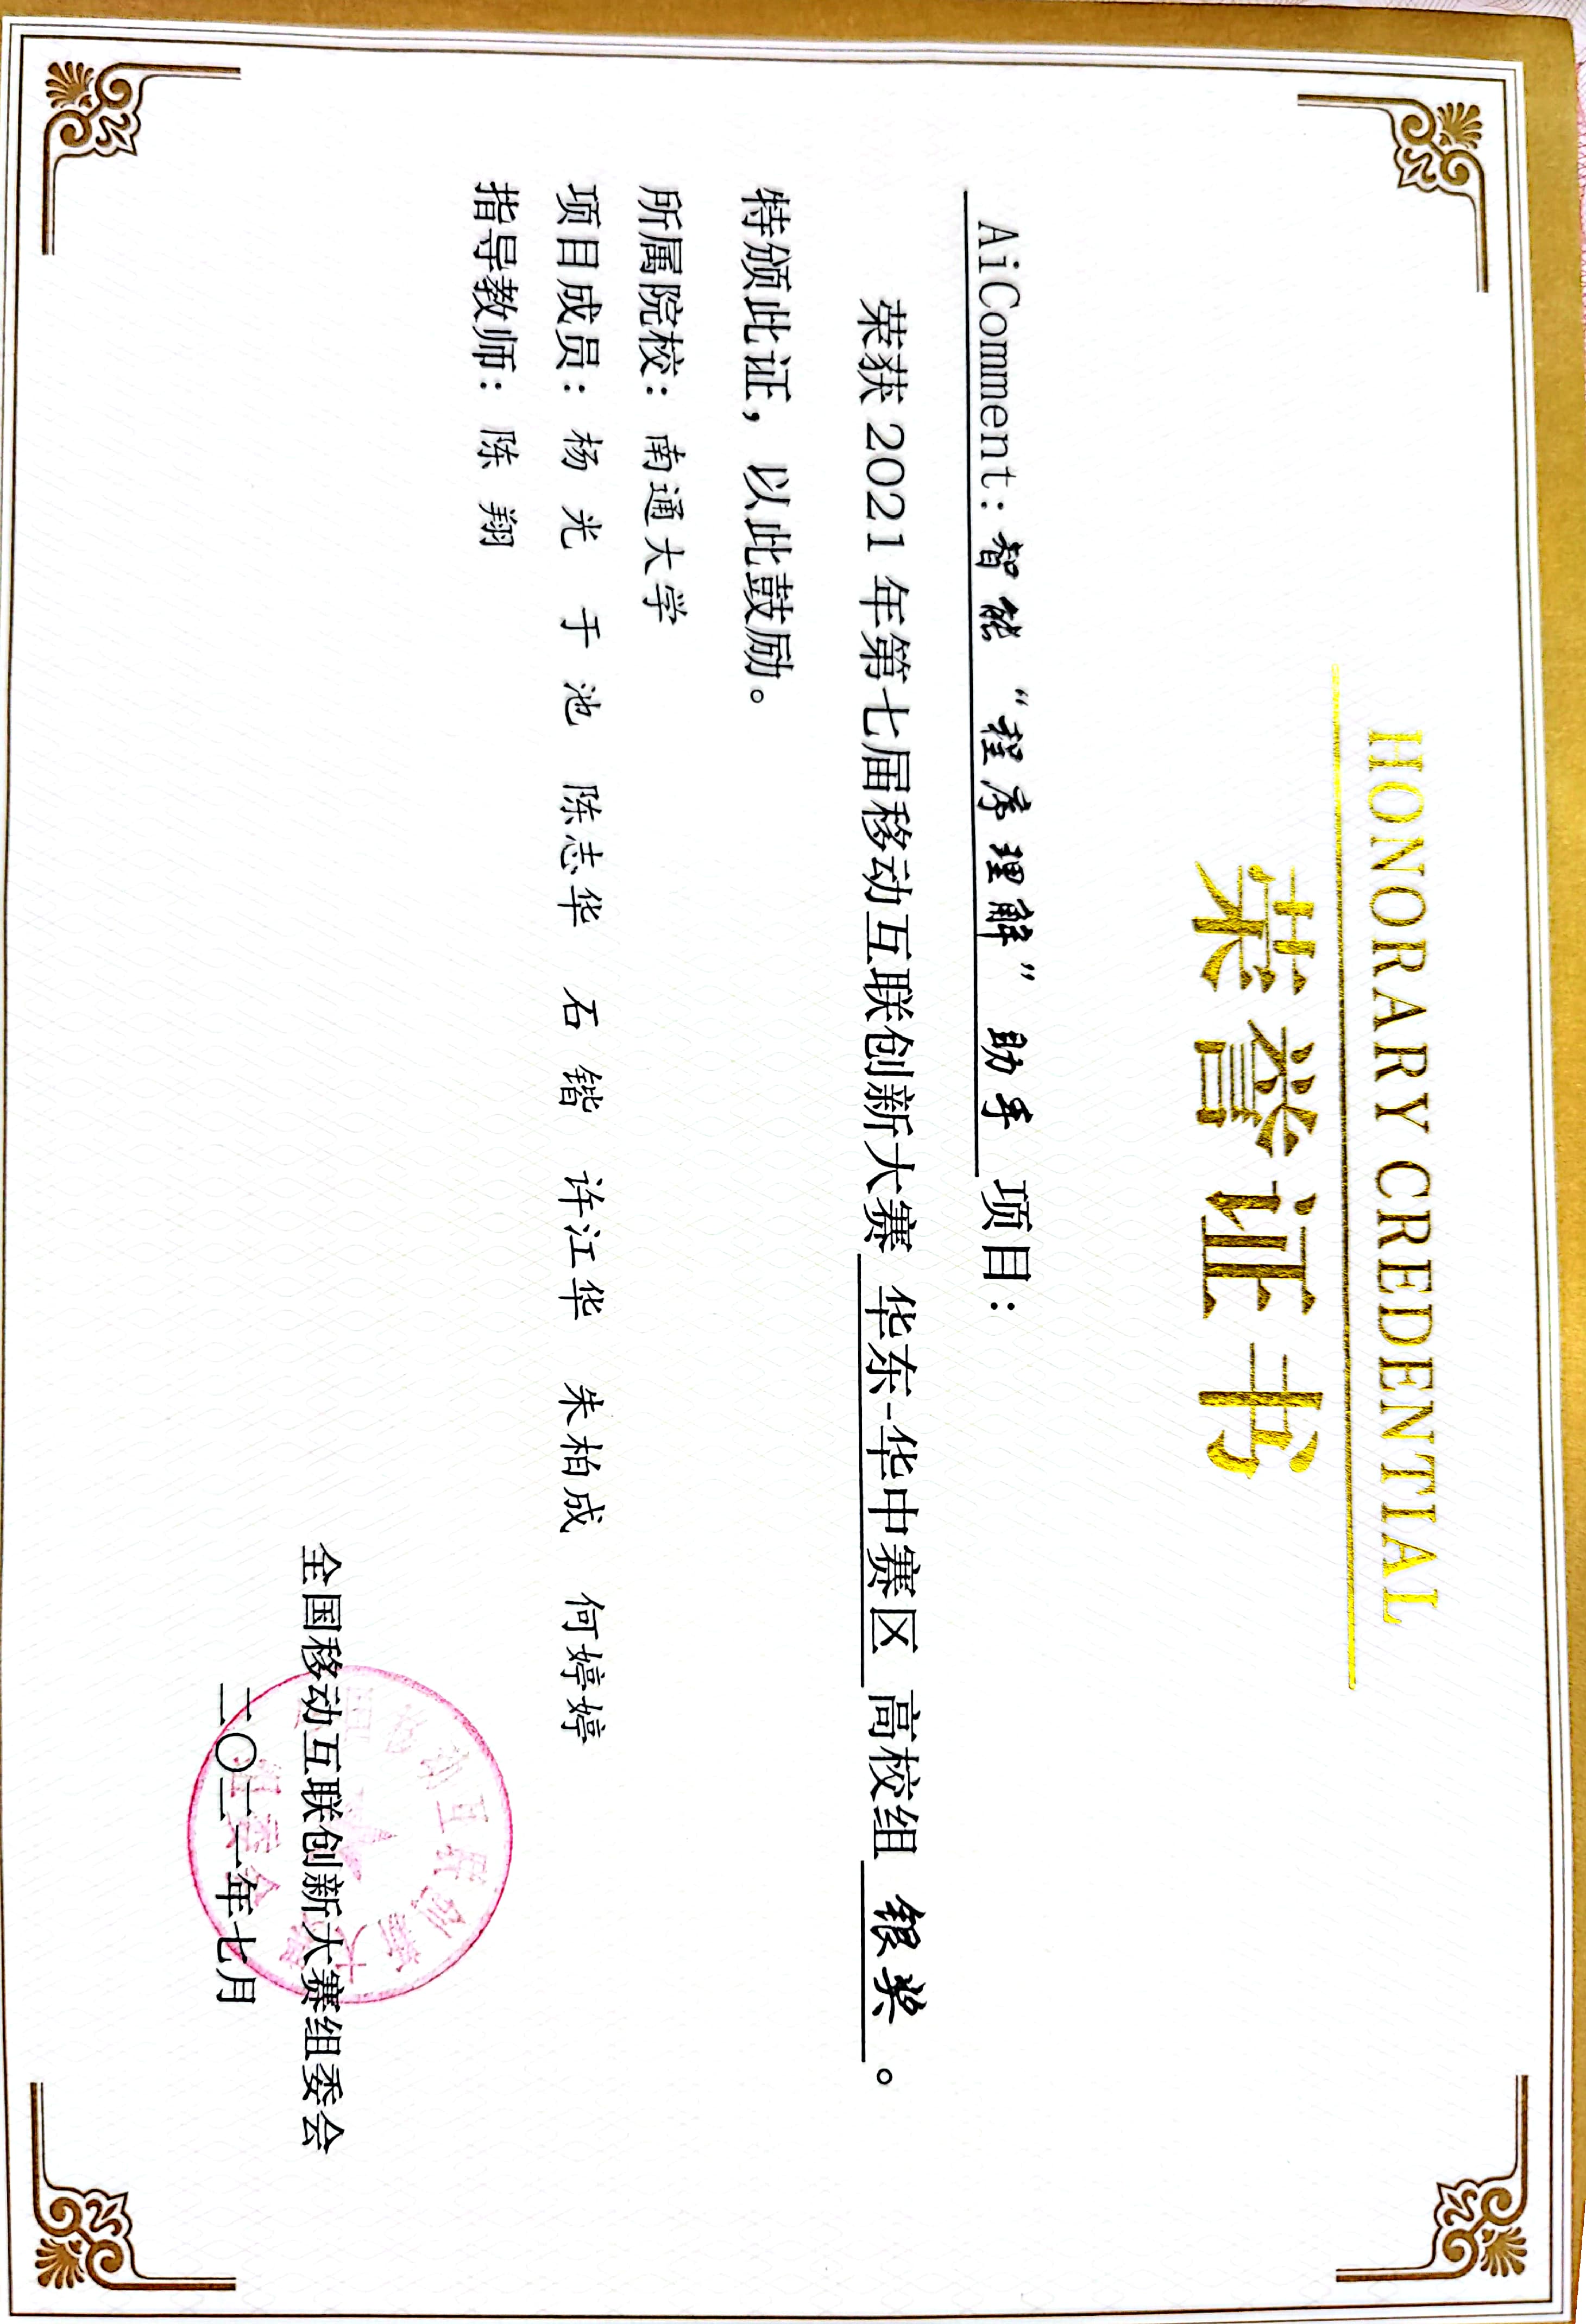 HONORARY CREDENTIAL
荣誉证书
AiComment:智能“程序理解”助手 项目：
荣获 2021 年第七届移动互联创新大赛 华东-华中赛区 高校组 银奖 。
特颁此证，以此鼓励。
所属院校： 南通大学
项目成员： 杨 光 于 池 陈志华 石 锴 许江华 朱柏成 何婷婷
指导教师： 陈 翔
全国移动互联创新大赛组委会
二〇二一年七月